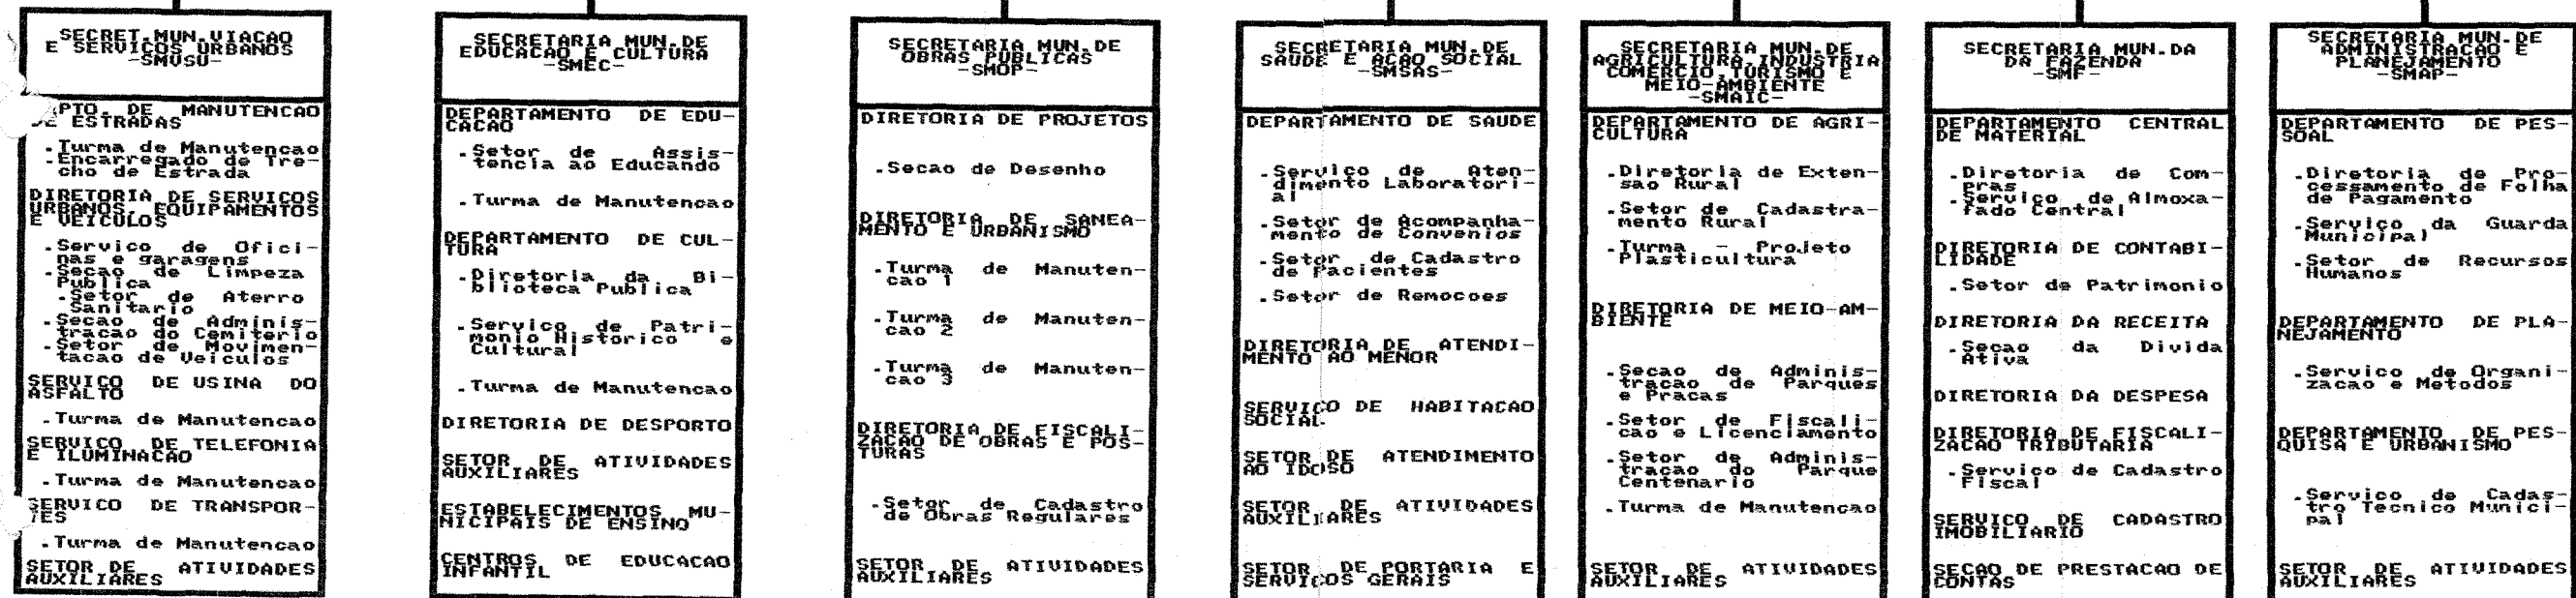 SECRET.MUN.VIACAO
E SERVICOS URBANOS
-SMVSU-
PTO. DE MANUTENCAO
DE ESTRADAS
.Turma de Manutencao
.Encarregado de Tre-
cho de Estrada
DIRETORIA DE SERVICOS
URBANOS, EQUIPAMENTOS
E VEICULOS
.Servico de Ofici-
nas e garagens
.Secao de Limpeza
Publica
.Setor de Aterro
Sanitario
.Secao de Adminis-
tracao do Cemiterio
.Setor de Movimen-
tacao de Veiculos
SERVICO DE USINA DO
ASFALTO
.Turma de Manutencao
SERVICO DE TELEFONIA
E ILUMINACAO
.Turma de Manutencao
SERVICO DE TRANSPOR-
TES
.Turma de Manutencao
SETOR DE ATIVIDADES
AUXILIARES
SECRETARIA MUN.DE
EDUCACAO E CULTURA
-SMEC-
DEPARTAMENTO DE EDU-
CACAO
.Setor de Assis-
tencia ao Educando
.Turma de Manutencao
DEPARTAMENTO DE CUL-
TURA
.Diretoria da Bi-
blioteca Publica
.Servico de Patri-
monio Historico e
Cultural
.Turma de Manutencao
DIRETORIA DE DESPORTO
SETOR DE ATIVIDADES
AUXILIARES
ESTABELECIMENTOS MU-
NICIPAIS DE ENSINO
CENTROS DE EDUCACAO
INFANTIL
SECRETARIA MUN.DE
OBRAS PUBLICAS
-SMOP-
DIRETORIA DE PROJETOS
.Secao de Desenho
DIRETORIA DE SANEA-
MENTO E URBANISMO
.Turma de Manuten-
cao 1
.Turma de Manuten-
cao 2
.Turma de Manuten-
cao 3
DIRETORIA DE FISCALI-
ZACAO DE OBRAS E POS-
TURAS
.Setor de Cadastro
de Obras Regulares
SETOR DE ATIVIDADES
AUXILIARES
SECRETARIA MUN.DE
SAUDE E ACAO SOCIAL
-SMSAS-
DEPARTAMENTO DE SAUDE
.Servico de Aten-
dimento Laboratori-
al
.Setor de Acompanha-
mento de Convenios
.Setor de Cadastro
de Pacientes
.Setor de Remocoes
DIRETORIA DE ATENDI-
MENTO AO MENOR
SERVICO DE HABITACAO
SOCIAL
SETOR DE ATENDIMENTO
AO IDOSO
SETOR DE ATIVIDADES
AUXILIARES
SETOR DE PORTARIA E
SERVICOS GERAIS
SECRETARIA MUN.DE
AGRICULTURA,INDUSTRIA
COMERCIO,TURISMO E
MEIO-AMBIENTE
-SMAIC-
DEPARTAMENTO DE AGRI-
CULTURA
.Diretoria de Exten-
sao Rural
.Setor de Cadastra-
mento Rural
.Turma - Projeto
Plasticultura
DIRETORIA DE MEIO-AM-
BIENTE
.Secao de Adminis-
tracao de Parques
e Pracas
.Setor de Fiscali-
cao e Licenciamento
.Setor de Adminis-
tracao do Parque
Centenario
.Turma de Manutencao
SETOR DE ATIVIDADES
AUXILIARES
SECRETARIA MUN.DA
DA FAZENDA
-SMF-
DEPARTAMENTO CENTRAL
DE MATERIAL
.Diretoria de Com-
pras
.Servico de Almoxa-
fado Central
DIRETORIA DE CONTABI-
LIDADE
.Setor de Patrimonio
DIRETORIA DA RECEITA
.Secao da Divida
Ativa
DIRETORIA DA DESPESA
DIRETORIA DE FISCALI-
ZACAO TRIBUTARIA
.Servico de Cadastro
Fiscal
SERVICO DE CADASTRO
IMOBILIARIO
SECAO DE PRESTACAO DE
CONTAS
SECRETARIA MUN.DE
ADMINISTRACAO E
PLANEJAMENTO
-SMAP-
DEPARTAMENTO DE PES-
SOAL
.Diretoria de Pro-
cessamento de Folha
de Pagamento
.Servico da Guarda
Municipal
.Setor de Recursos
Humanos
DEPARTAMENTO DE PLA-
NEJAMENTO
.Servico de Organi-
zacao e Metodos
DEPARTAMENTO DE PES-
QUISA E URBANISMO
.Servico de Cadas-
tro Tecnico Munici-
pal
SETOR DE ATIVIDADES
AUXILIARES